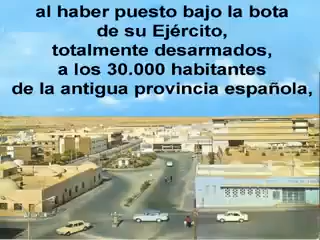 al haber puesto bajo la bota
de su Ejército,
totalmente desarmados,
a los 30.000 habitantes
de la antigua provincia española,